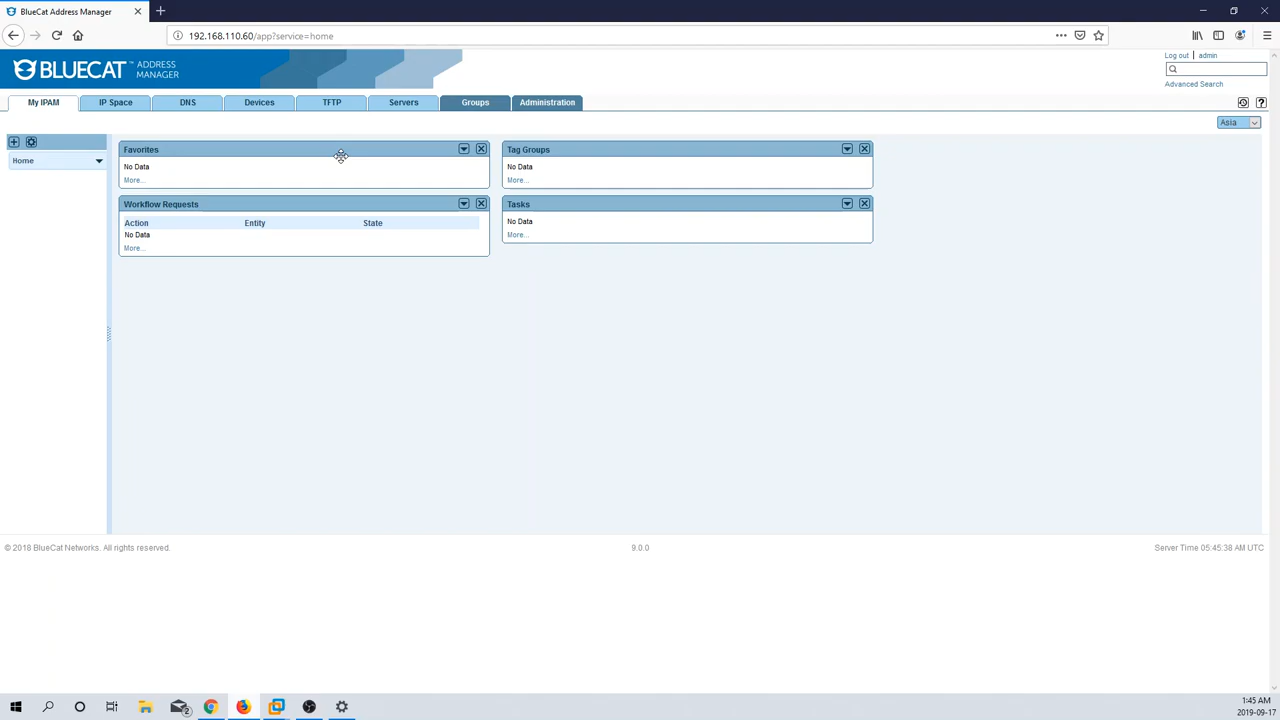 BlueCat Address Manager
192.168.110.60/app?service=home
Log out | admin
BLUECAT™ ADDRESS MANAGER
Advanced Search
My IPAM
IP Space
DNS
Devices
TFTP
Servers
Groups
Administration
Asia
Home
Favorites
No Data
More...
Tag Groups
No Data
More...
Workflow Requests
Action Entity State
No Data
More...
Tasks
No Data
More...
© 2018 BlueCat Networks. All rights reserved.
9.0.0
Server Time 05:45:38 AM UTC
2
1:45 AM
2019-09-17